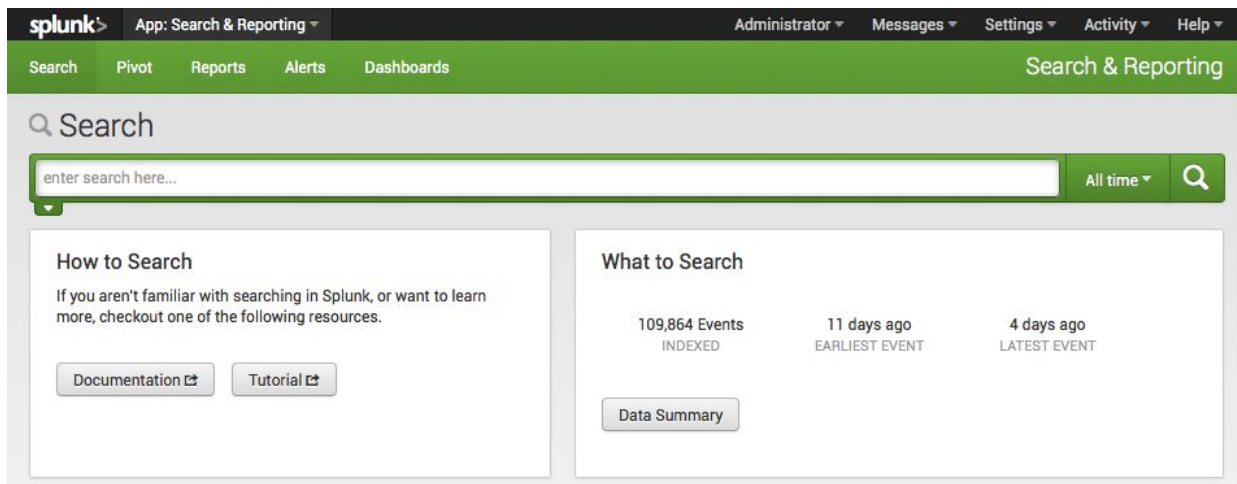 splunk> App: Search & Reporting Administrator Messages Settings Activity Help
Search Pivot Reports Alerts Dashboards Search & Reporting
Search
enter search here... All time
How to Search
If you aren't familiar with searching in Splunk, or want to learn
more, checkout one of the following resources.
Documentation Tutorial
What to Search
109,864 Events 11 days ago 4 days ago
INDEXED EARLIEST EVENT LATEST EVENT
Data Summary